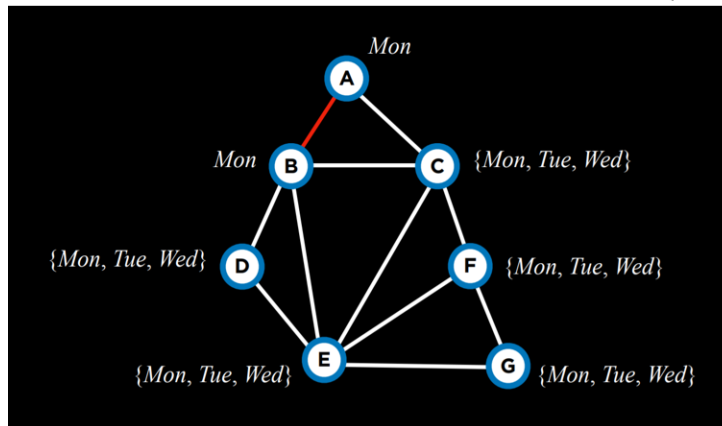 Mon
A
Mon
B
C
{Mon, Tue, Wed}
{Mon, Tue, Wed}
D
F
{Mon, Tue, Wed}
{Mon, Tue, Wed}
E
G
{Mon, Tue, Wed}